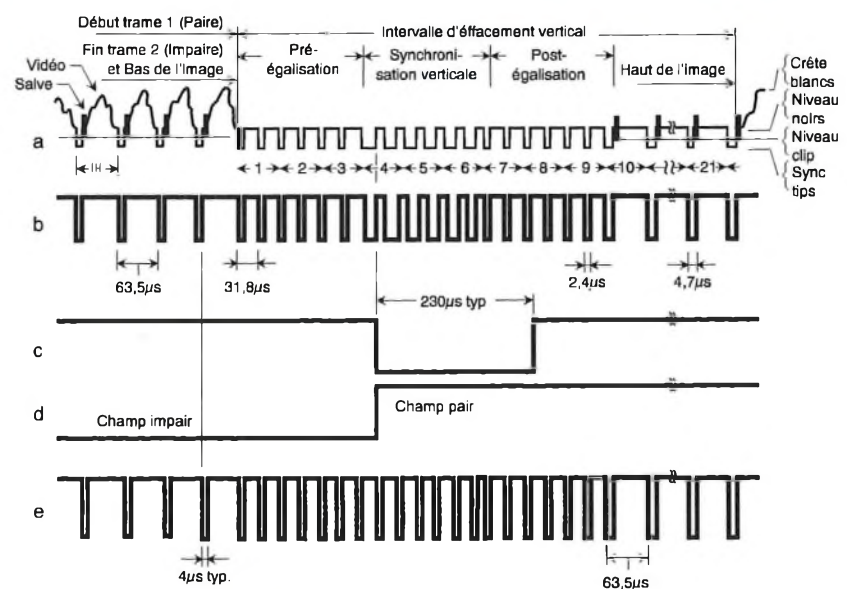 Début trame 1 (Paire)
Intervalle d'éffacement vertical
Fin trame 2 (Impaire)
et Bas de l'Image
Pré-
égalisation
Synchroni-
sation verticale
Post-
égalisation
Haut de l'image
Vidéo
Salve
Crête
blancs
Niveau
noirs
Niveau
clip
Sync
tips
a
1H
1 2 3 4 5 6 7 8 9 10 21
b
63,5µs
31,8µs
2,4µs
4,7µs
230µs typ
c
d
Champ impair
Champ pair
e
4µs typ.
63,5µs